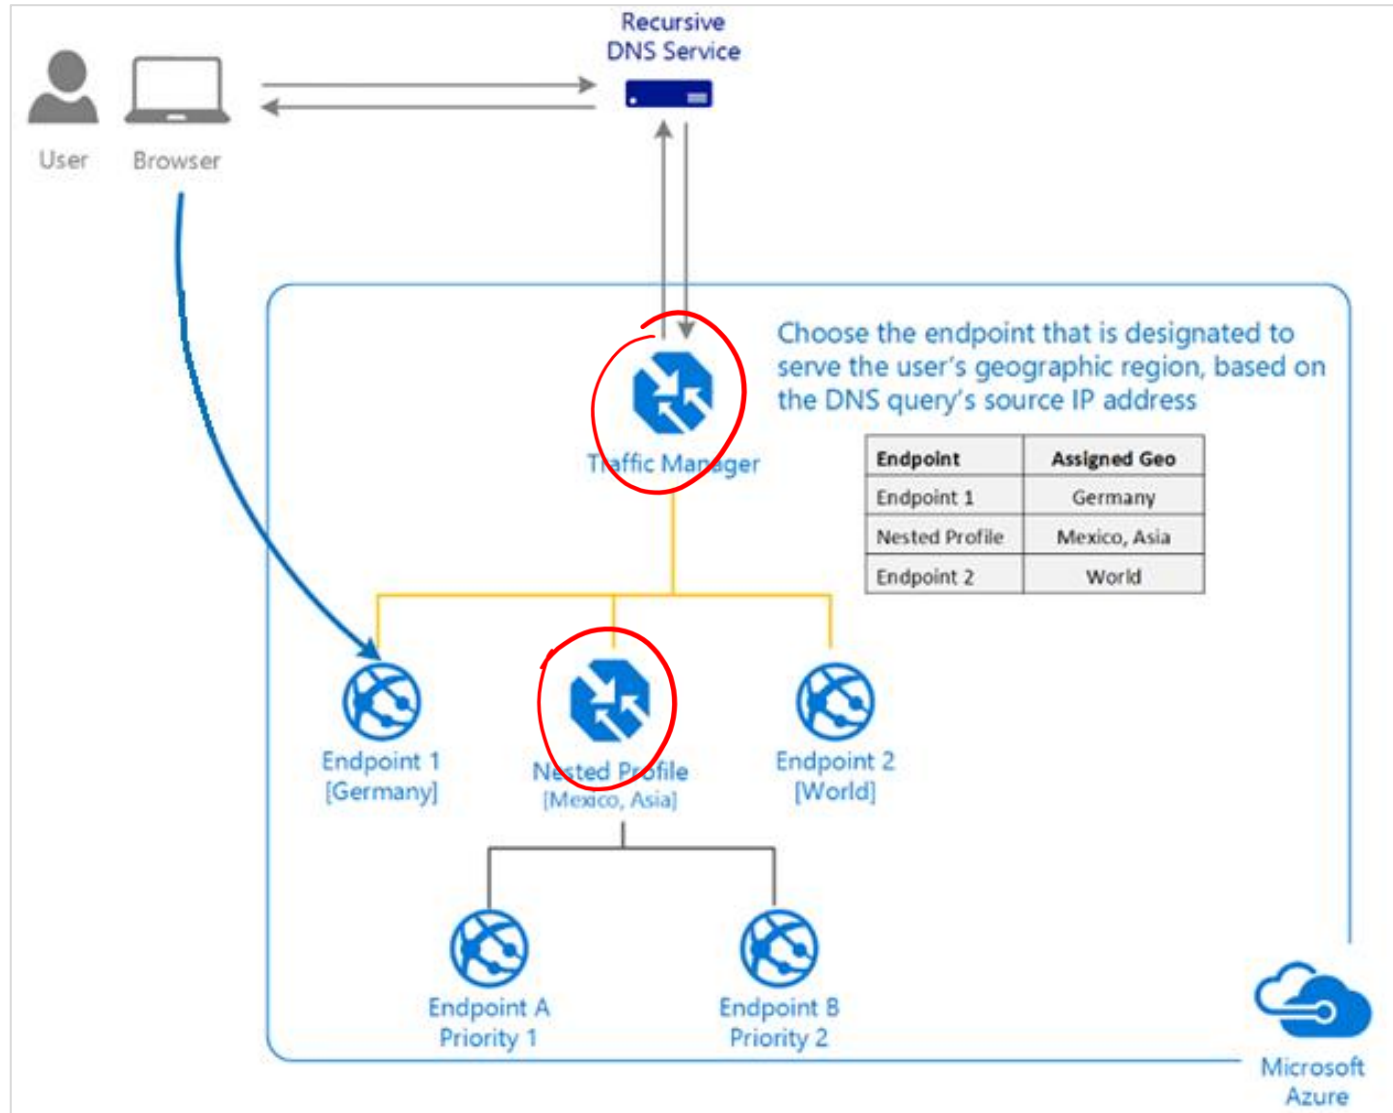 Recursive
DNS Service
User
Browser
Choose the endpoint that is designated to
serve the user's geographic region, based on
the DNS query's source IP address
Traffic Manager
Endpoint Assigned Geo
Endpoint 1 Germany
Nested Profile Mexico, Asia
Endpoint 2 World
Endpoint 1
[Germany]
Nested Profile
[Mexico, Asia]
Endpoint 2
[World]
Endpoint A
Priority 1
Endpoint B
Priority 2
Microsoft
Azure